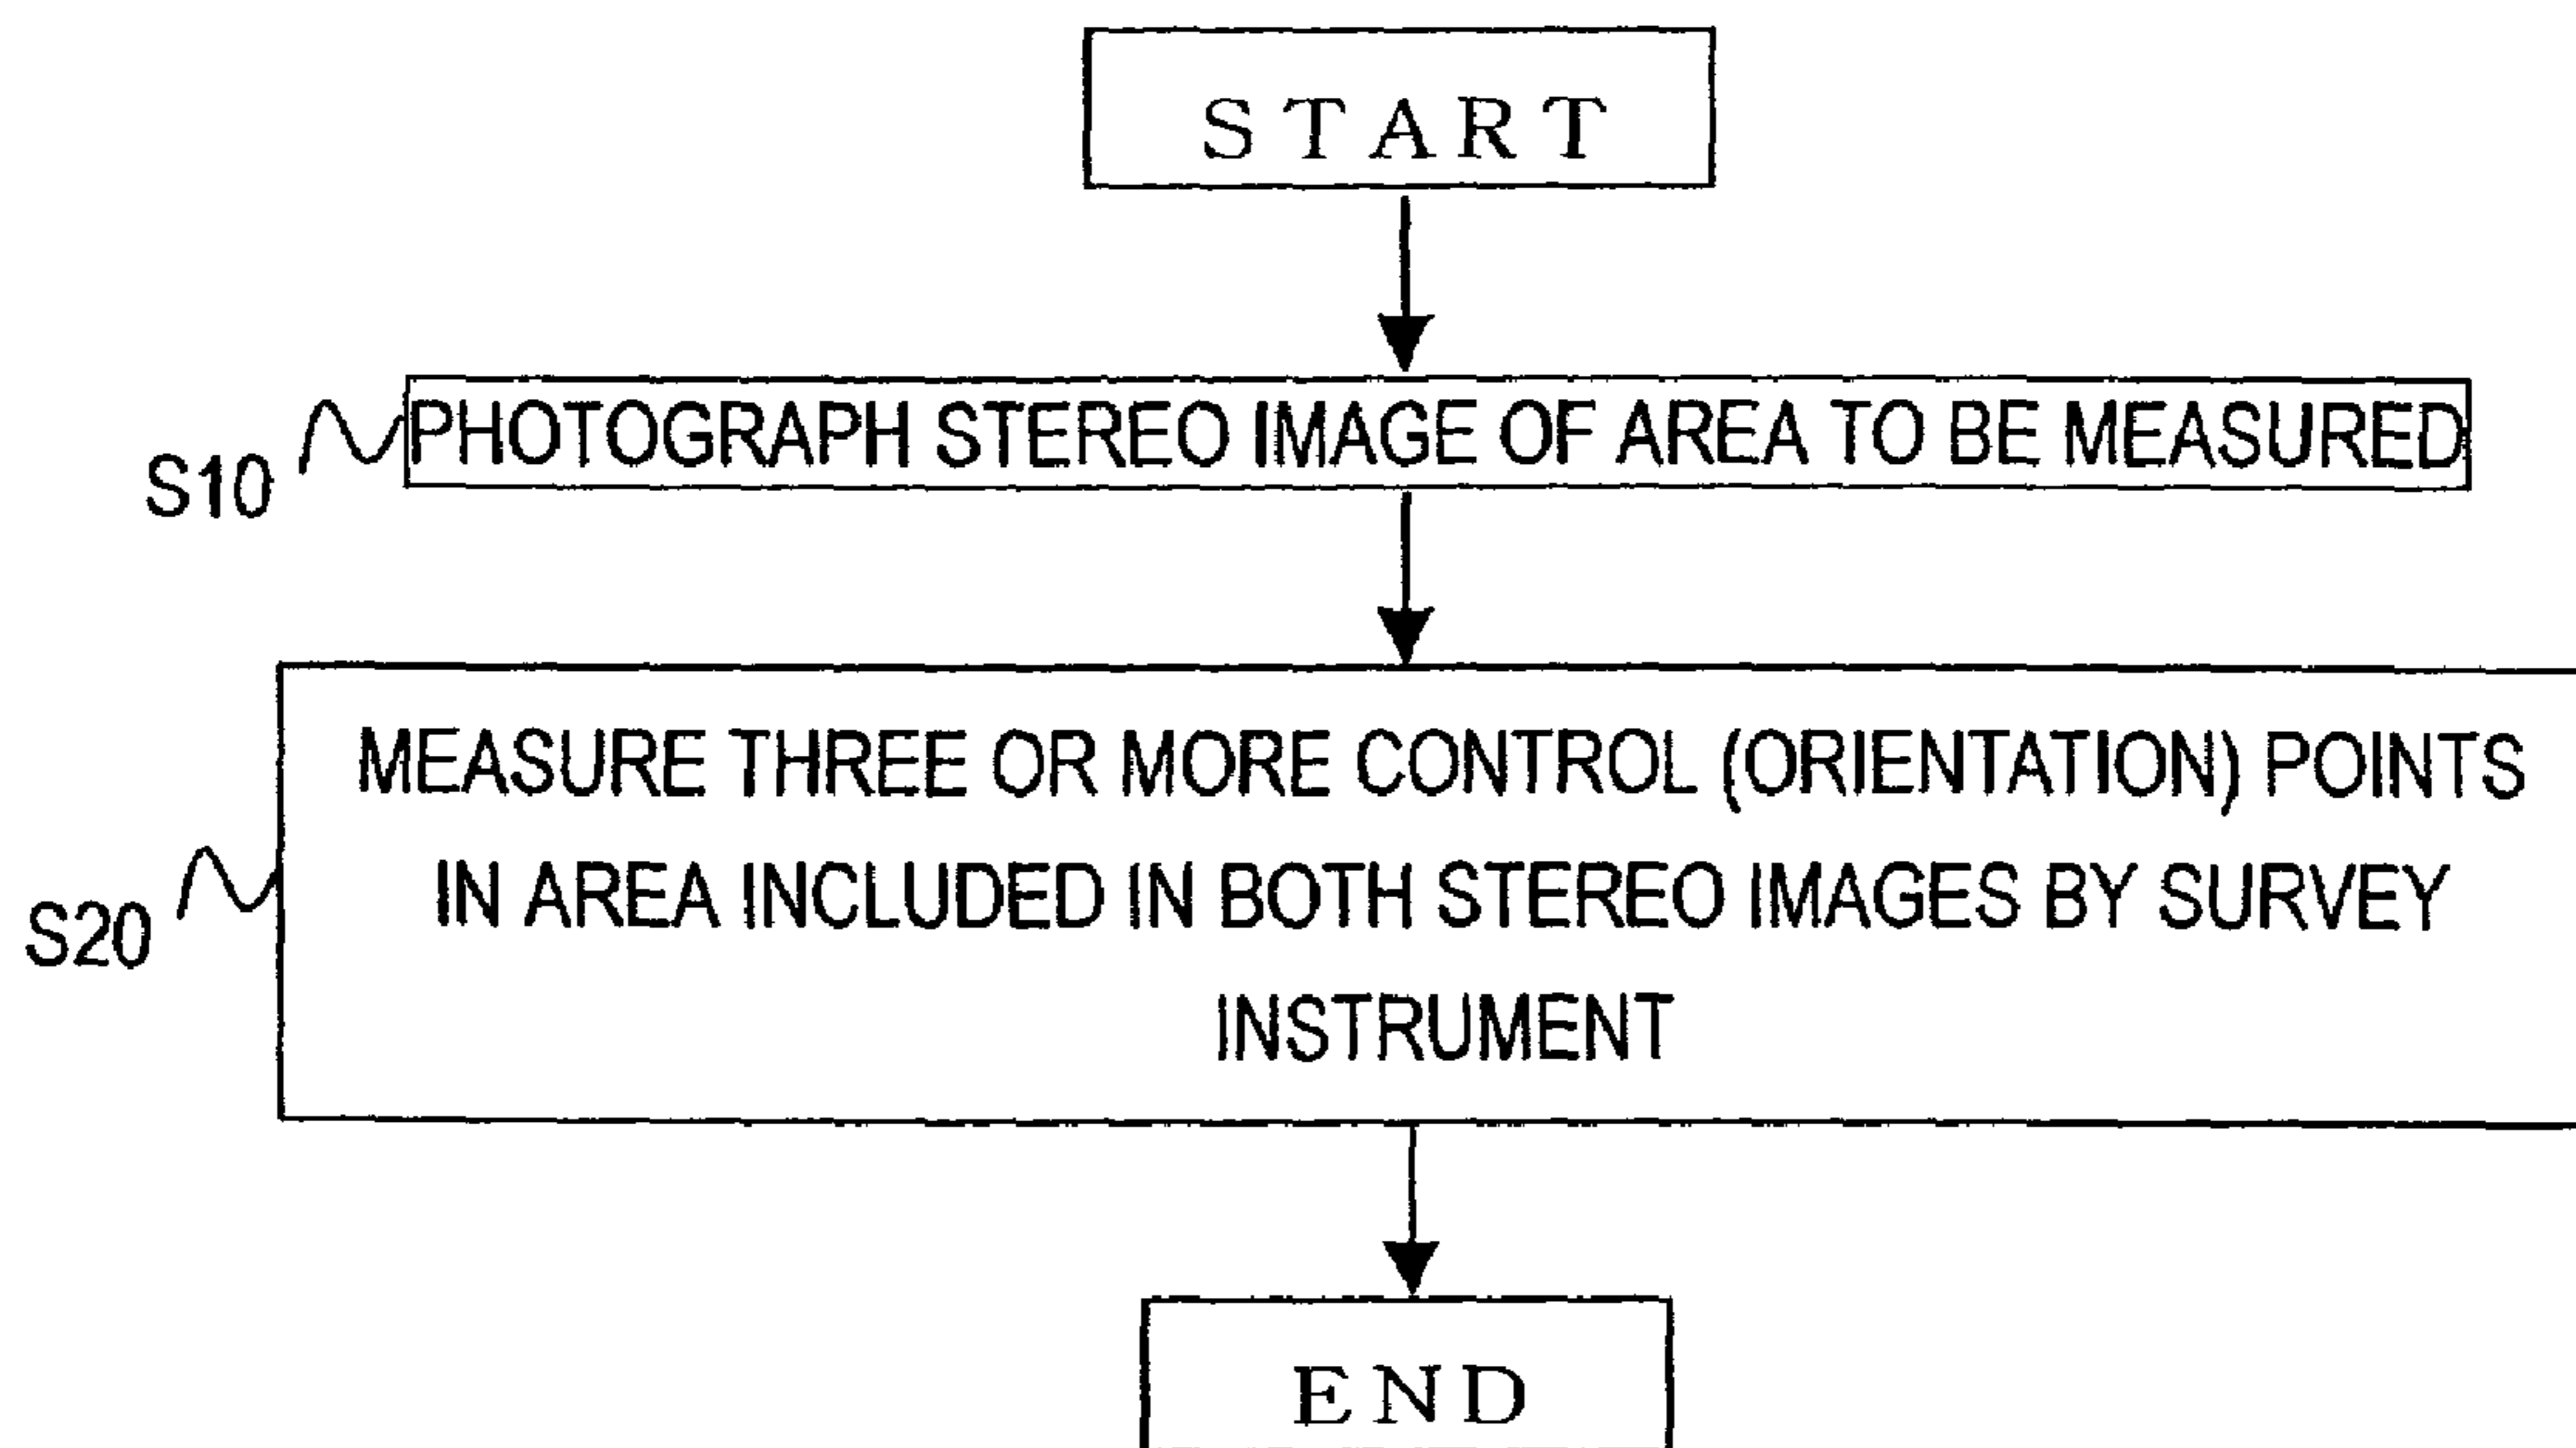 START
S10
PHOTOGRAPH STEREO IMAGE OF AREA TO BE MEASURED
S20
MEASURE THREE OR MORE CONTROL (ORIENTATION) POINTS
IN AREA INCLUDED IN BOTH STEREO IMAGES BY SURVEY
INSTRUMENT
END